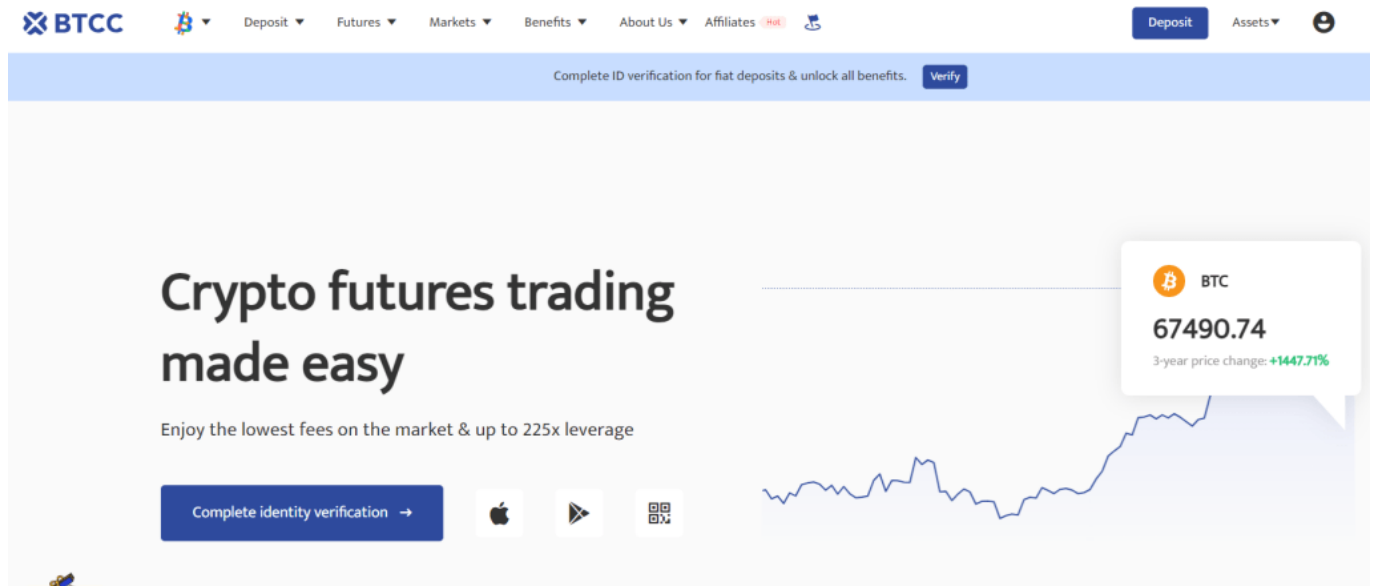 BTCC
Deposit
Futures
Markets
Benefits
About Us
Affiliates
Hot
Deposit
Assets
Complete ID verification for fiat deposits & unlock all benefits.
Verify
Crypto futures trading
made easy
Enjoy the lowest fees on the market & up to 225x leverage
Complete identity verification →
BTC
67490.74
3-year price change: +1447.71%